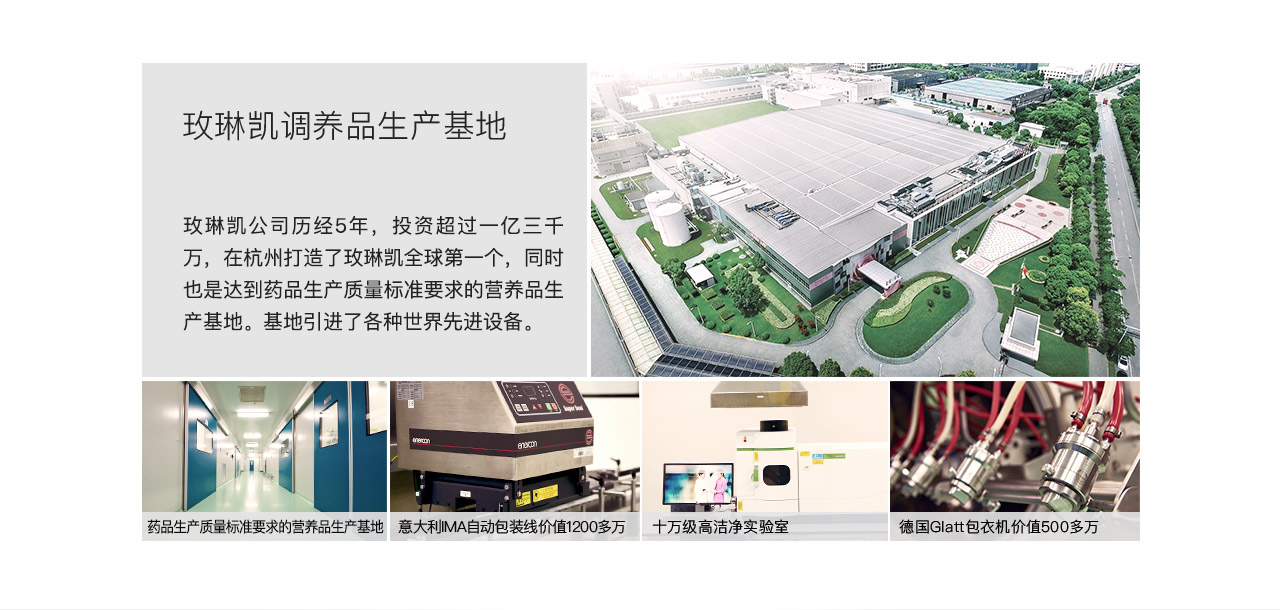 玫琳凯调养品生产基地
玫琳凯公司历经5年，投资超过一亿三千
万，在杭州打造了玫琳凯全球第一个，同时
也是达到药品生产质量标准要求的营养品生
产基地。基地引进了各种世界先进设备。
Super Seal
enercon
enercon
药品生产质量标准要求的营养品生产基地
意大利IMA自动包装线价值1200多万
十万级高洁净实验室
德国Glatt包衣机价值500多万